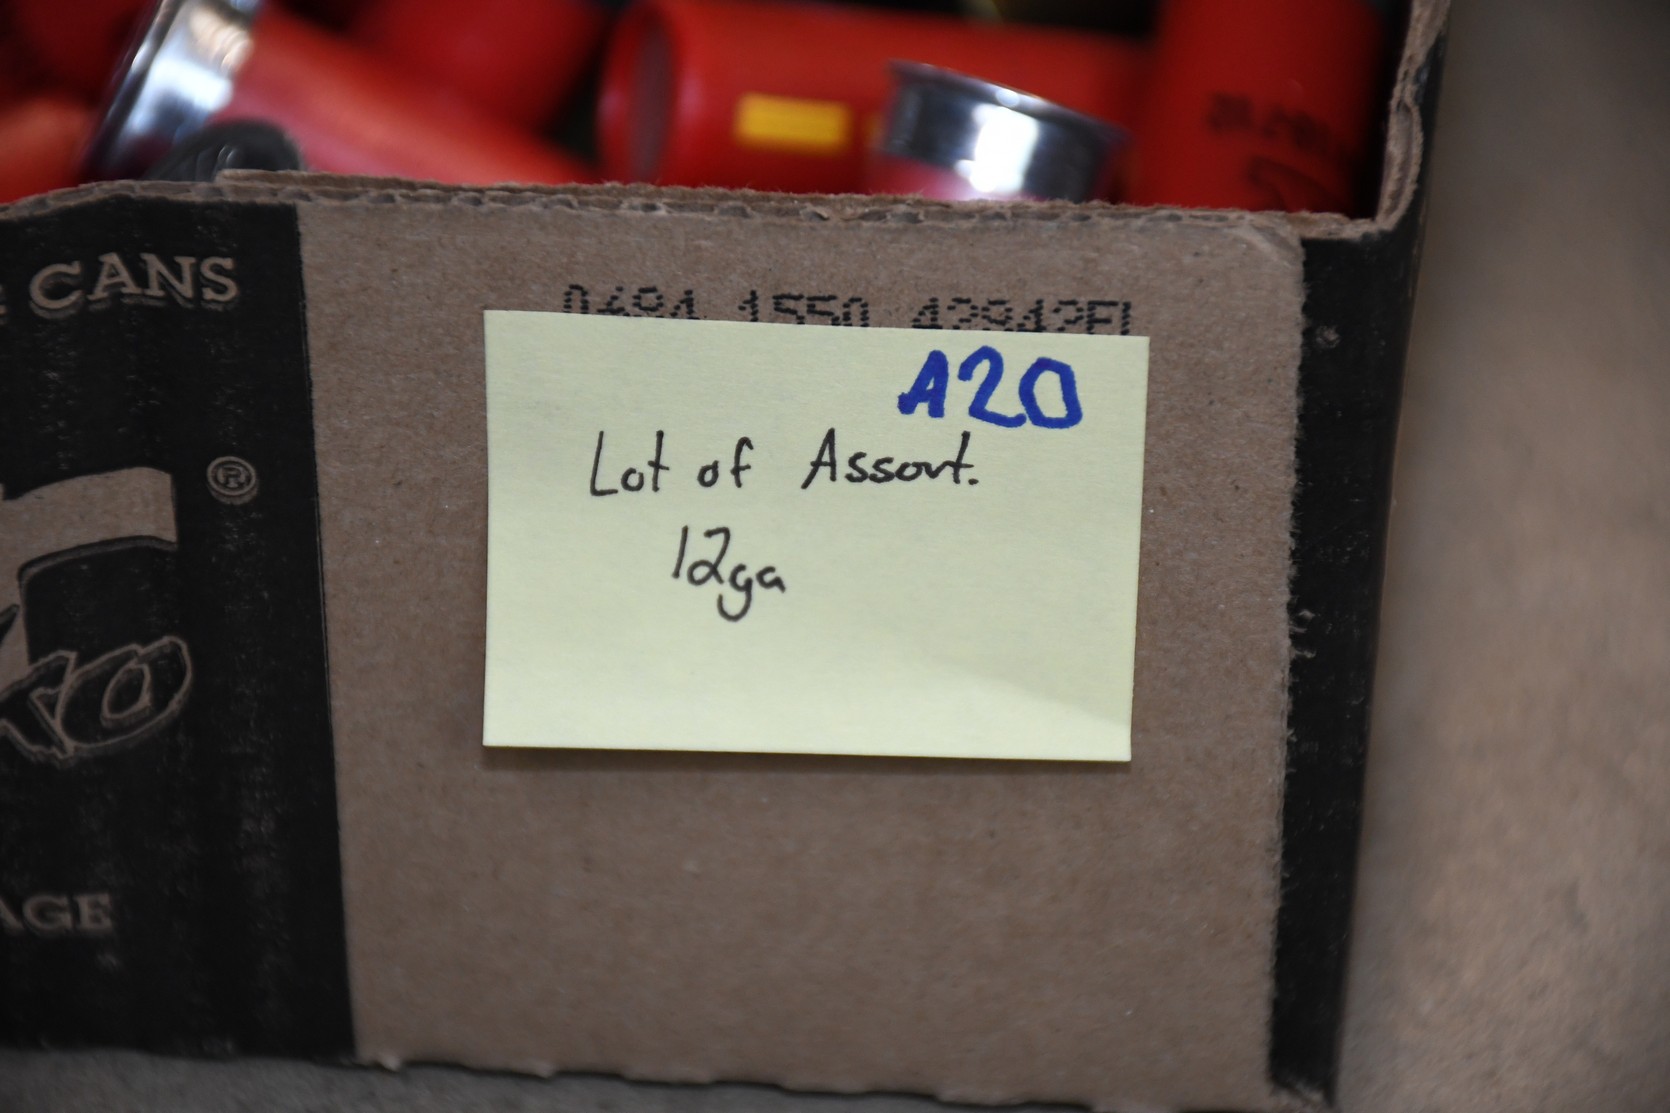 CANS
®
A20
Lot of Assort.
12ga
AGE